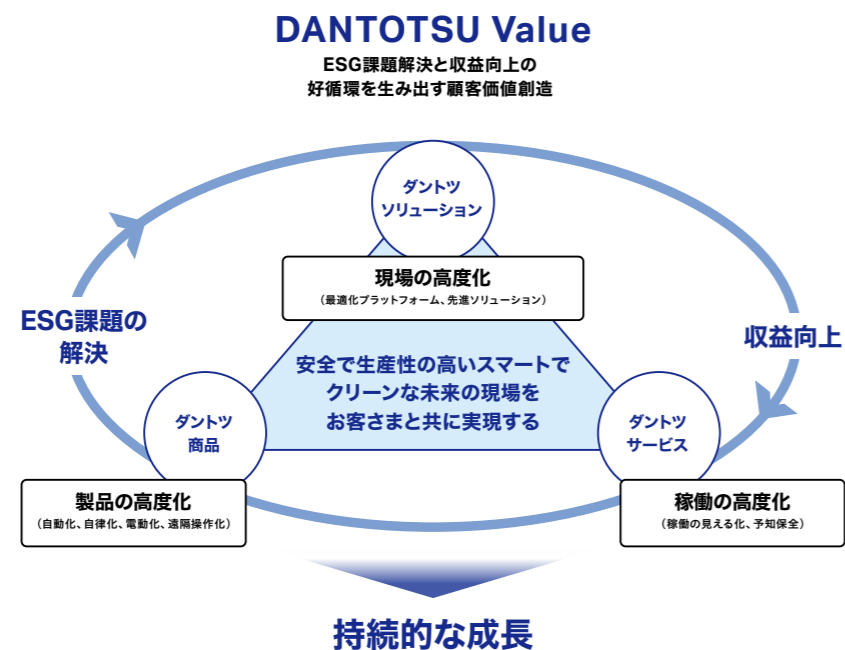 DANTOTSU Value
ESG課題解決と収益向上の
好循環を生み出す顧客価値創造
ダントツ
ソリューション
現場の高度化
（最適化プラットフォーム、先進ソリューション）
ESG課題の
解決
収益向上
安全で生産性の高いスマートで
クリーンな未来の現場を
お客さまと共に実現する
ダントツ
商品
ダントツ
サービス
製品の高度化
（自動化、自律化、電動化、遠隔操作化）
稼働の高度化
（稼働の見える化、予知保全）
持続的な成長